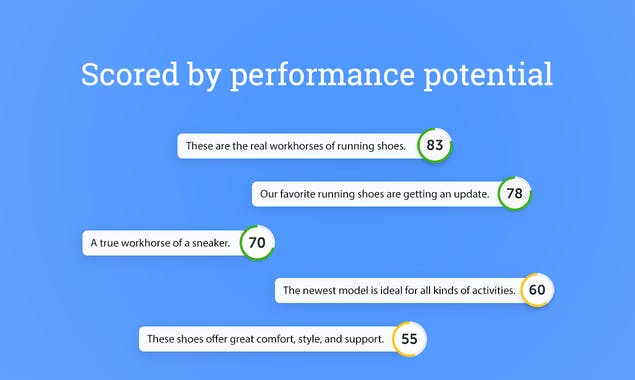 Scored by performance potential
These are the real workhorses of running shoes. 83
Our favorite running shoes are getting an update. 78
A true workhorse of a sneaker. 70
The newest model is ideal for all kinds of activities. 60
These shoes offer great comfort, style, and support. 55